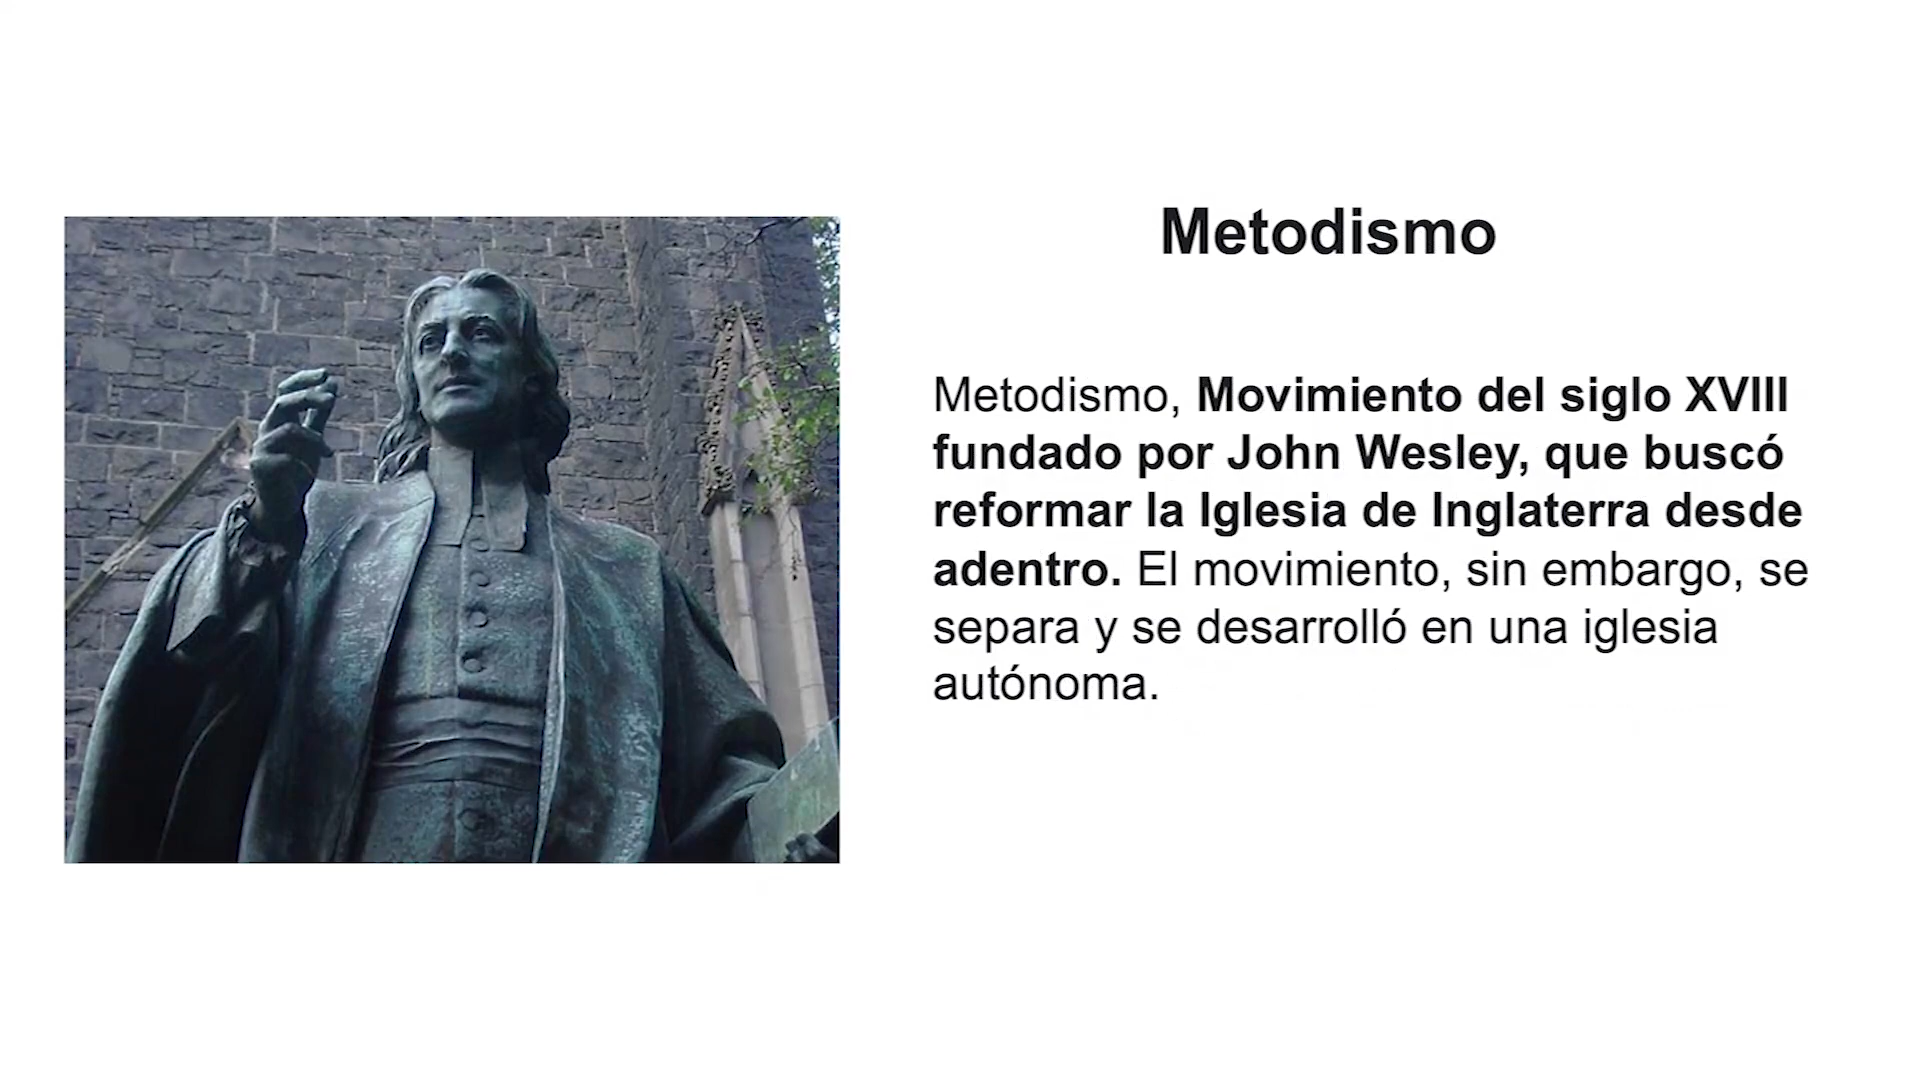 Metodismo
Metodismo, Movimiento del siglo XVIII
fundado por John Wesley, que buscó
reformar la Iglesia de Inglaterra desde
adentro. El movimiento, sin embargo, se
separa y se desarrolló en una iglesia
autónoma.